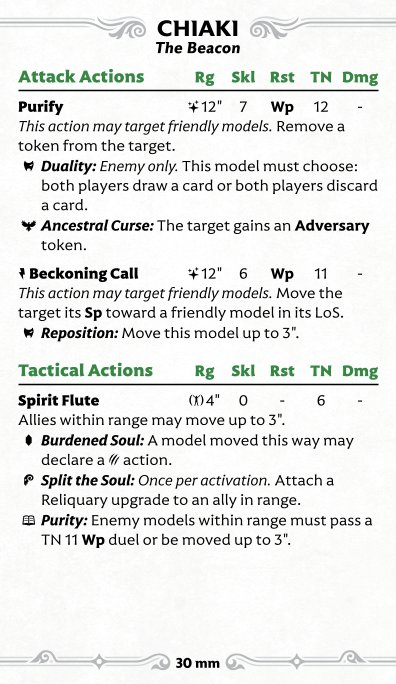 CHIAKI
The Beacon
Attack Actions Rg Skl Rst TN Dmg
Purify 12" 7 Wp 12 -
This action may target friendly models. Remove a
token from the target.
Duality: Enemy only. This model must choose:
both players draw a card or both players discard
a card.
Ancestral Curse: The target gains an Adversary
token.
Beckoning Call 12" 6 Wp 11 -
This action may target friendly models. Move the
target its Sp toward a friendly model in its LoS.
Reposition: Move this model up to 3".
Tactical Actions Rg Skl Rst TN Dmg
Spirit Flute 4" 0 - 6 -
Allies within range may move up to 3".
Burdened Soul: A model moved this way may
declare a action.
Split the Soul: Once per activation. Attach a
Reliquary upgrade to an ally in range.
Purity: Enemy models within range must pass a
TN 11 Wp duel or be moved up to 3".
30 mm